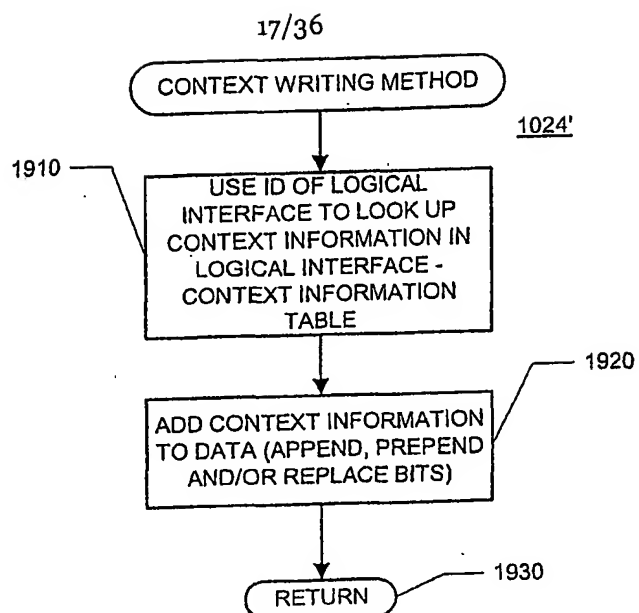 17/36
CONTEXT WRITING METHOD
1024'
1910
USE ID OF LOGICAL
INTERFACE TO LOOK UP
CONTEXT INFORMATION IN
LOGICAL INTERFACE -
CONTEXT INFORMATION
TABLE
1920
ADD CONTEXT INFORMATION
TO DATA (APPEND, PREPEND
AND/OR REPLACE BITS)
1930
RETURN